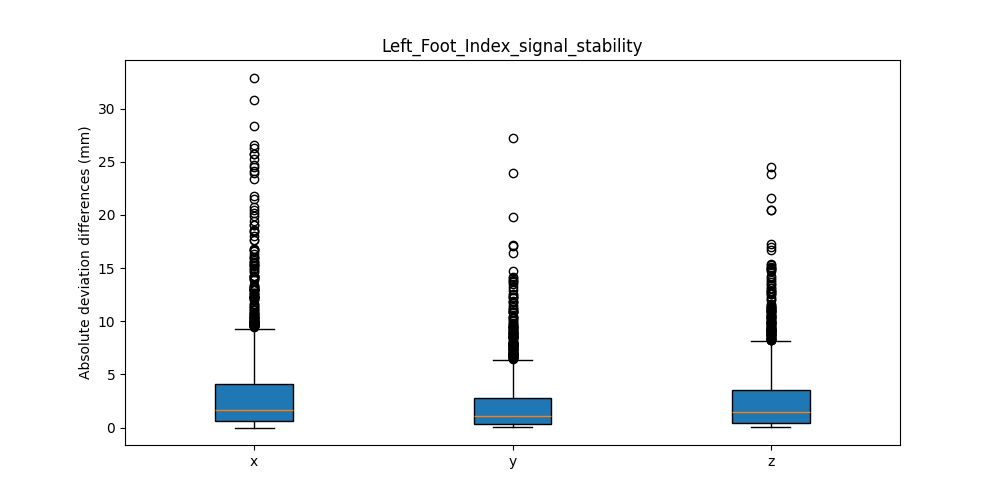 Left_Foot_Index_signal_stability
Absolute deviation differences (mm)
30
25
20
15
10
5
0
x y z